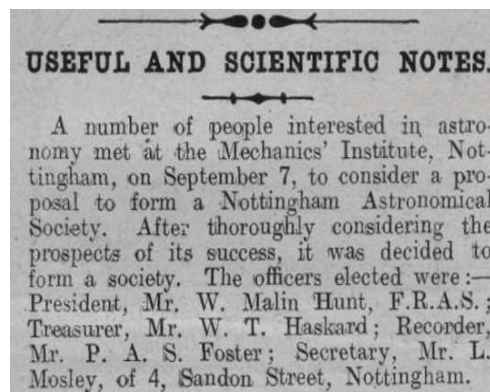 USEFUL AND SCIENTIFIC NOTES.
A number of people interested in astro-
nomy met at the Mechanics' Institute, Not-
tingham, on September 7, to consider a pro-
posal to form a Nottingham Astronomical
Society. After thoroughly considering the
prospects of its success, it was decided to
form a society. The officers elected were:—
President, Mr. W. Malin Hunt, F.R.A.S.;
Treasurer, Mr. W. T. Haskard; Recorder,
Mr. P. A. S. Foster; Secretary, Mr. L.
Mosley, of 4, Sandon Street, Nottingham.